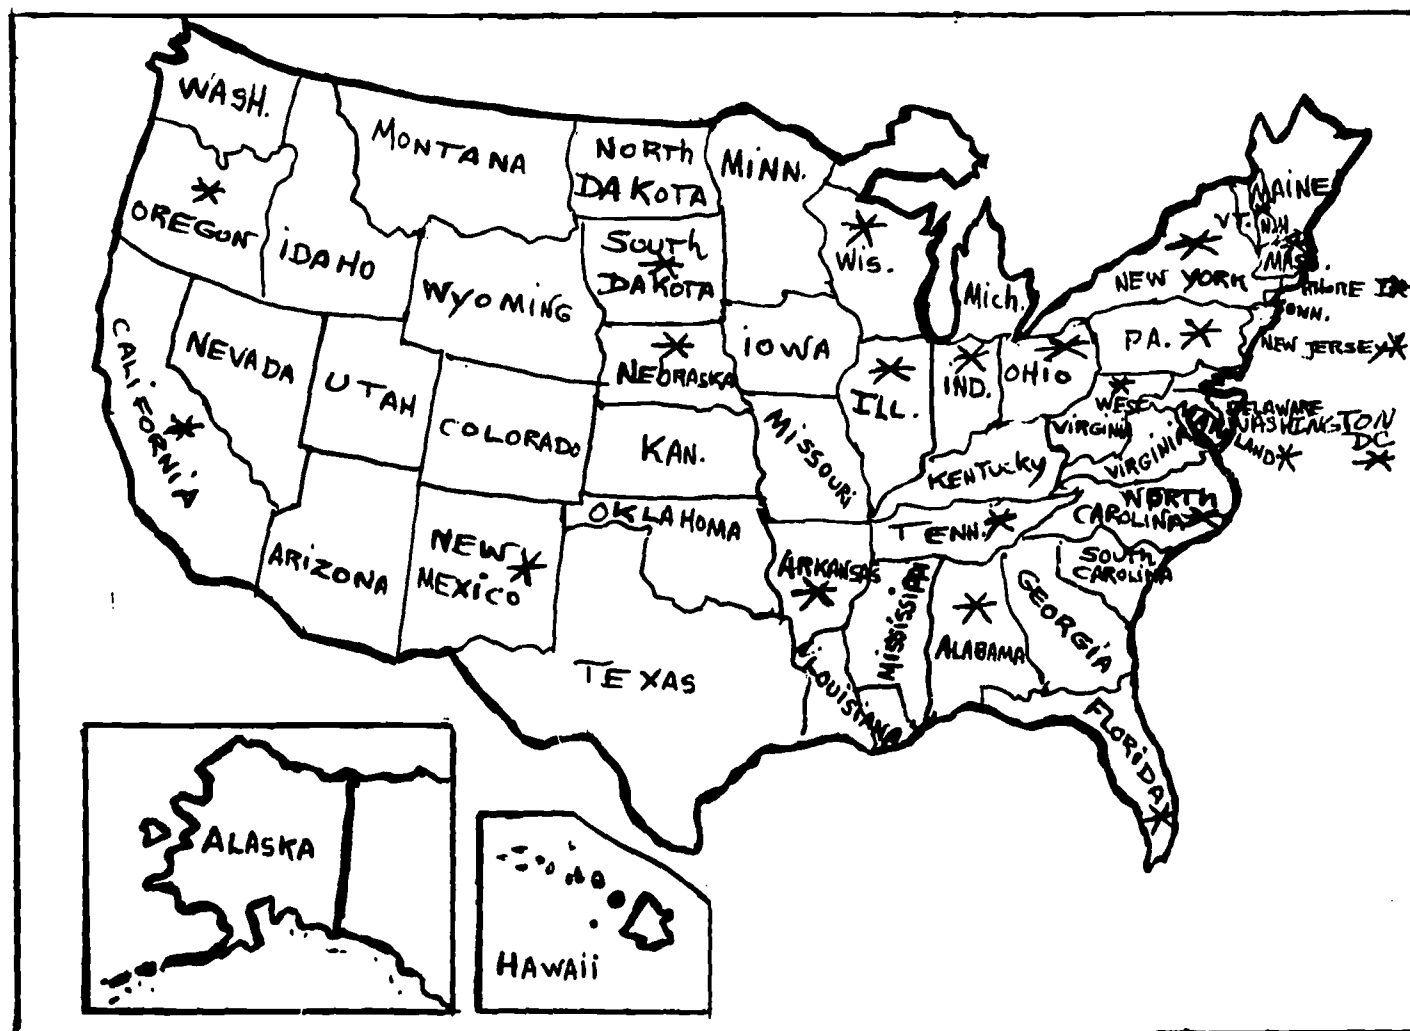 WASH.
MONTANA
NORTH
DAKOTA
MINN.
OREGON
IDAHO
WYOMING
SOUTH
DAKOTA
WIS.
Mich.
NEW YORK
VT.
N.H
MAINE
MASS.
CONN.
NEW JERSEY
CALIFORNIA
NEVADA
UTAH
COLORADO
NEBRASKA
IOWA
ILL.
IND.
OHIO
PA.
WEST
VIRGINIA
VIRGINIA
DELAWARE
WASHINGTON
DC
LAND
KAN.
MISSOURI
KENTUCKY
ARIZONA
NEW
MEXICO
OKLAHOMA
ARKANSAS
TENN.
NORTH
CAROLINA
SOUTH
CAROLINA
TEXAS
LOUISIANA
MISSISSIPPI
ALABAMA
GEORGIA
FLORIDA
ALASKA
HAWAII